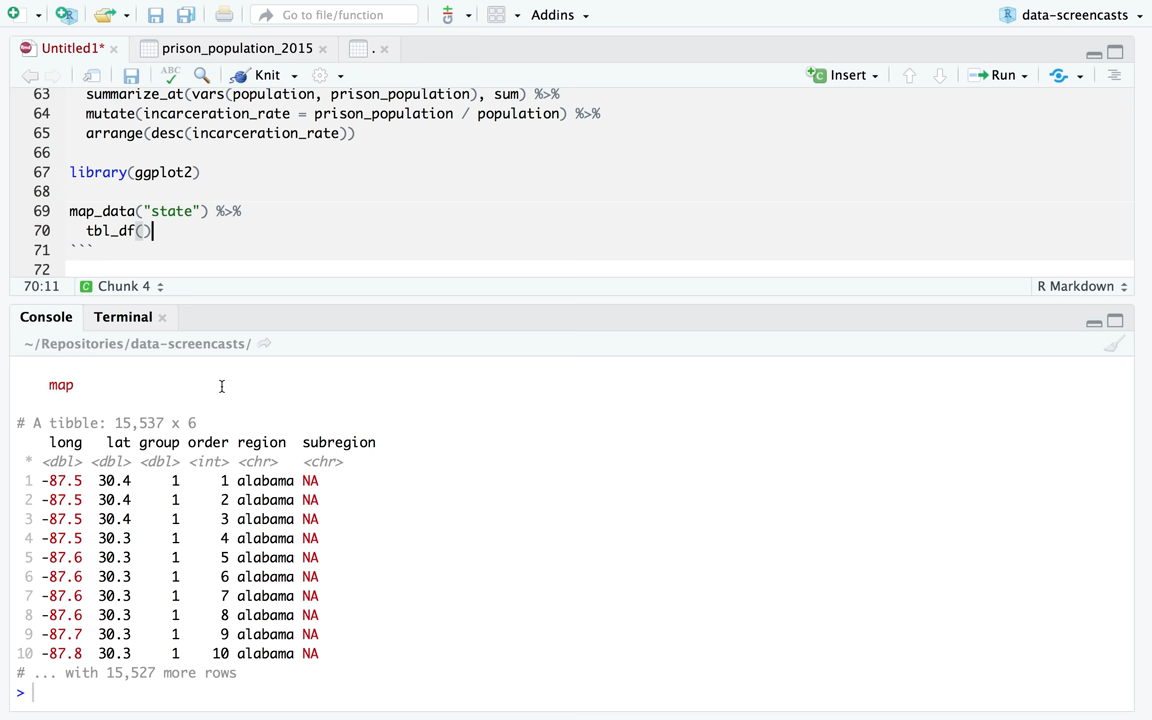 Go to file/function
Addins
data-screencasts
Untitled1*
prison_population_2015
.
ABC
Knit
Insert
Run
63 summarize_at(vars(population, prison_population), sum) %>%
64 mutate(incarceration_rate = prison_population / population) %>%
65 arrange(desc(incarceration_rate))
66
67 library(ggplot2)
68
69 map_data("state") %>%
70 tbl_df()
71 ```
72
70:11 C Chunk 4 R Markdown
Console Terminal
~/Repositories/data-screencasts/
map
# A tibble: 15,537 x 6
long lat group order region subregion
* <dbl> <dbl> <dbl> <int> <chr> <chr>
1 -87.5 30.4 1 1 alabama NA
2 -87.5 30.4 1 2 alabama NA
3 -87.5 30.4 1 3 alabama NA
4 -87.5 30.3 1 4 alabama NA
5 -87.6 30.3 1 5 alabama NA
6 -87.6 30.3 1 6 alabama NA
7 -87.6 30.3 1 7 alabama NA
8 -87.6 30.3 1 8 alabama NA
9 -87.7 30.3 1 9 alabama NA
10 -87.8 30.3 1 10 alabama NA
# ... with 15,527 more rows
>